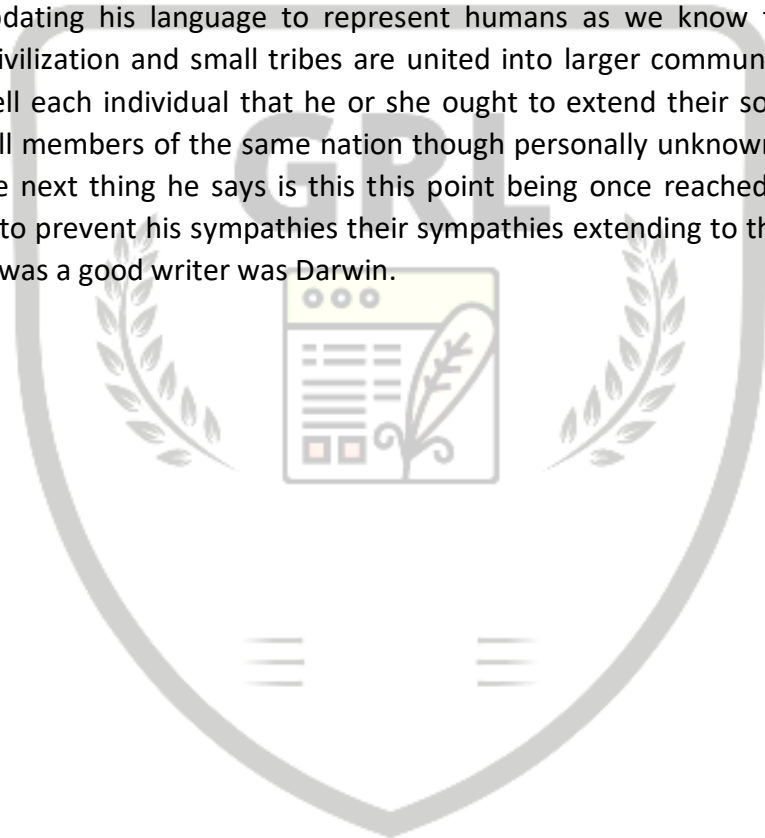 dating his language to represent humans as we know
ivilization and small tribes are united into larger commun
ell each individual that he or she ought to extend their so
ll members of the same nation though personally unknown
e next thing he says is this this point being once reached
to prevent his sympathies their sympathies extending to th
was a good writer was Darwin.
GRL